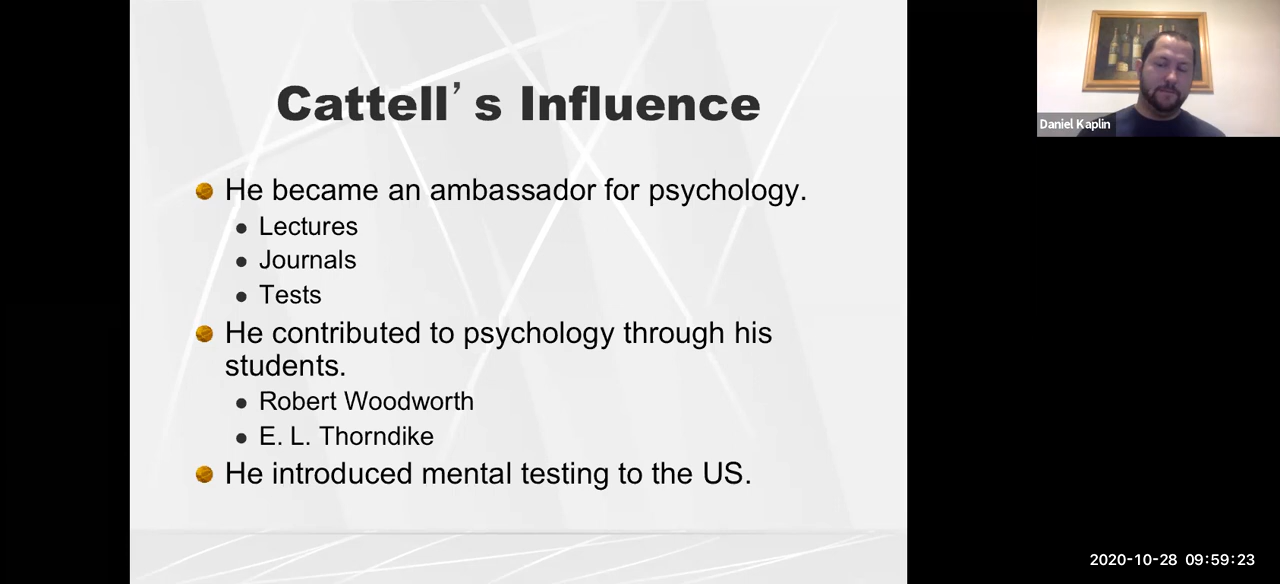 Cattell’s Influence
He became an ambassador for psychology.
Lectures
Journals
Tests
He contributed to psychology through his
students.
Robert Woodworth
E. L. Thorndike
He introduced mental testing to the US.
Daniel Kaplin
2020-10-28 09:59:23